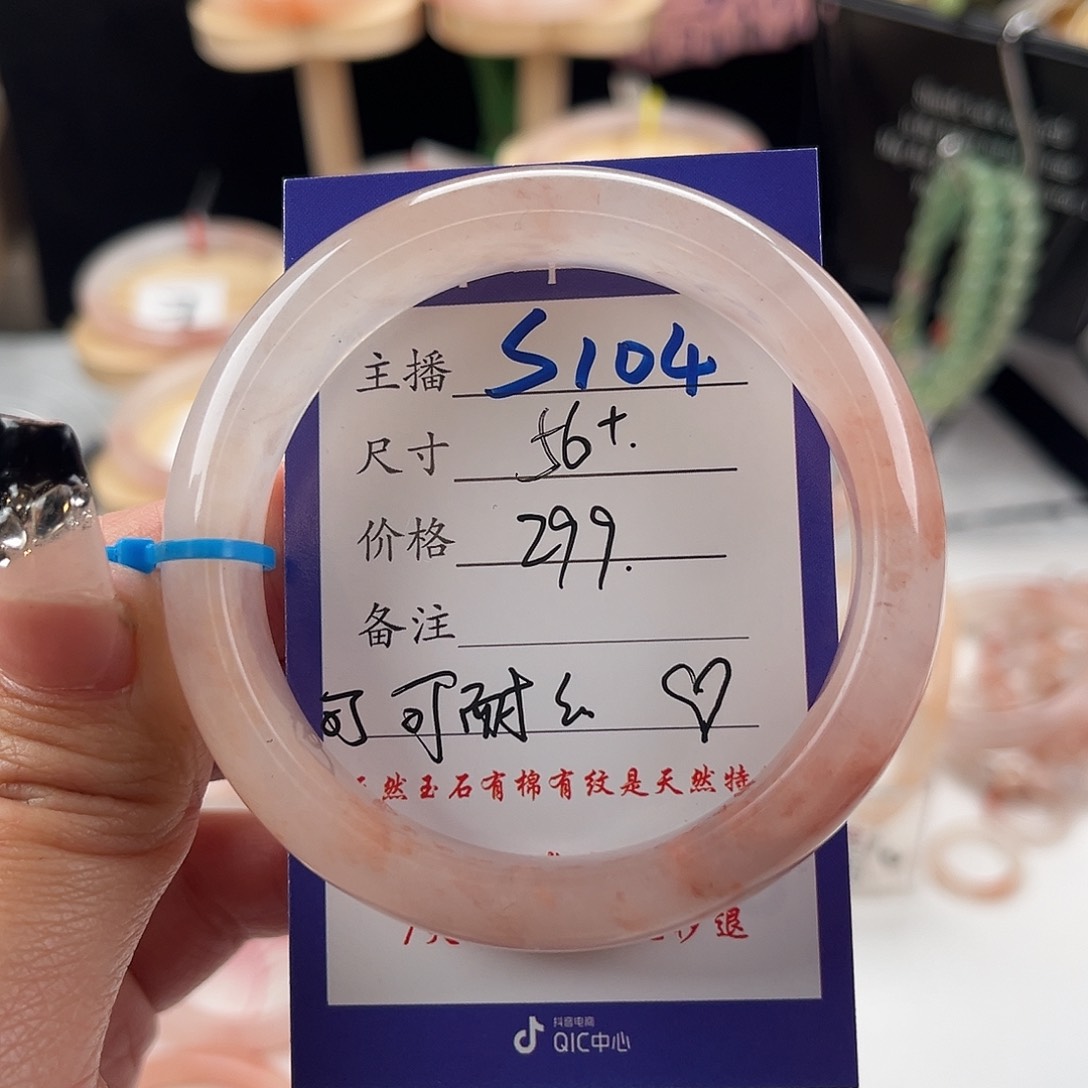 主播 S104
尺寸 56+.
价格 299.
备注
可可耐么 ♡
然玉石有棉有纹是天然特
退
抖音电商
QIC中心